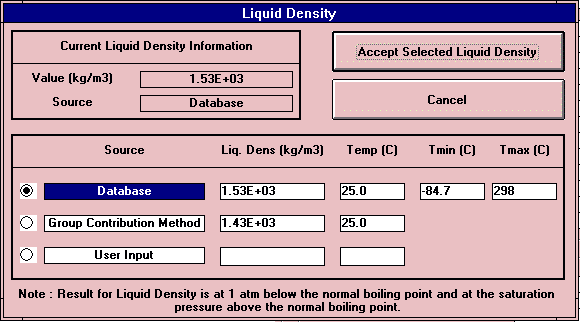 Liquid Density
Current Liquid Density Information
Value (kg/m3) 1.53E+03
Source Database
Accept Selected Liquid Density
Cancel
Source Liq. Dens (kg/m3) Temp (C) Tmin (C) Tmax (C)
Database 1.53E+03 25.0 -84.7 298
Group Contribution Method 1.43E+03 25.0
User Input
Note : Result for Liquid Density is at 1 atm below the normal boiling point and at the saturation
pressure above the normal boiling point.